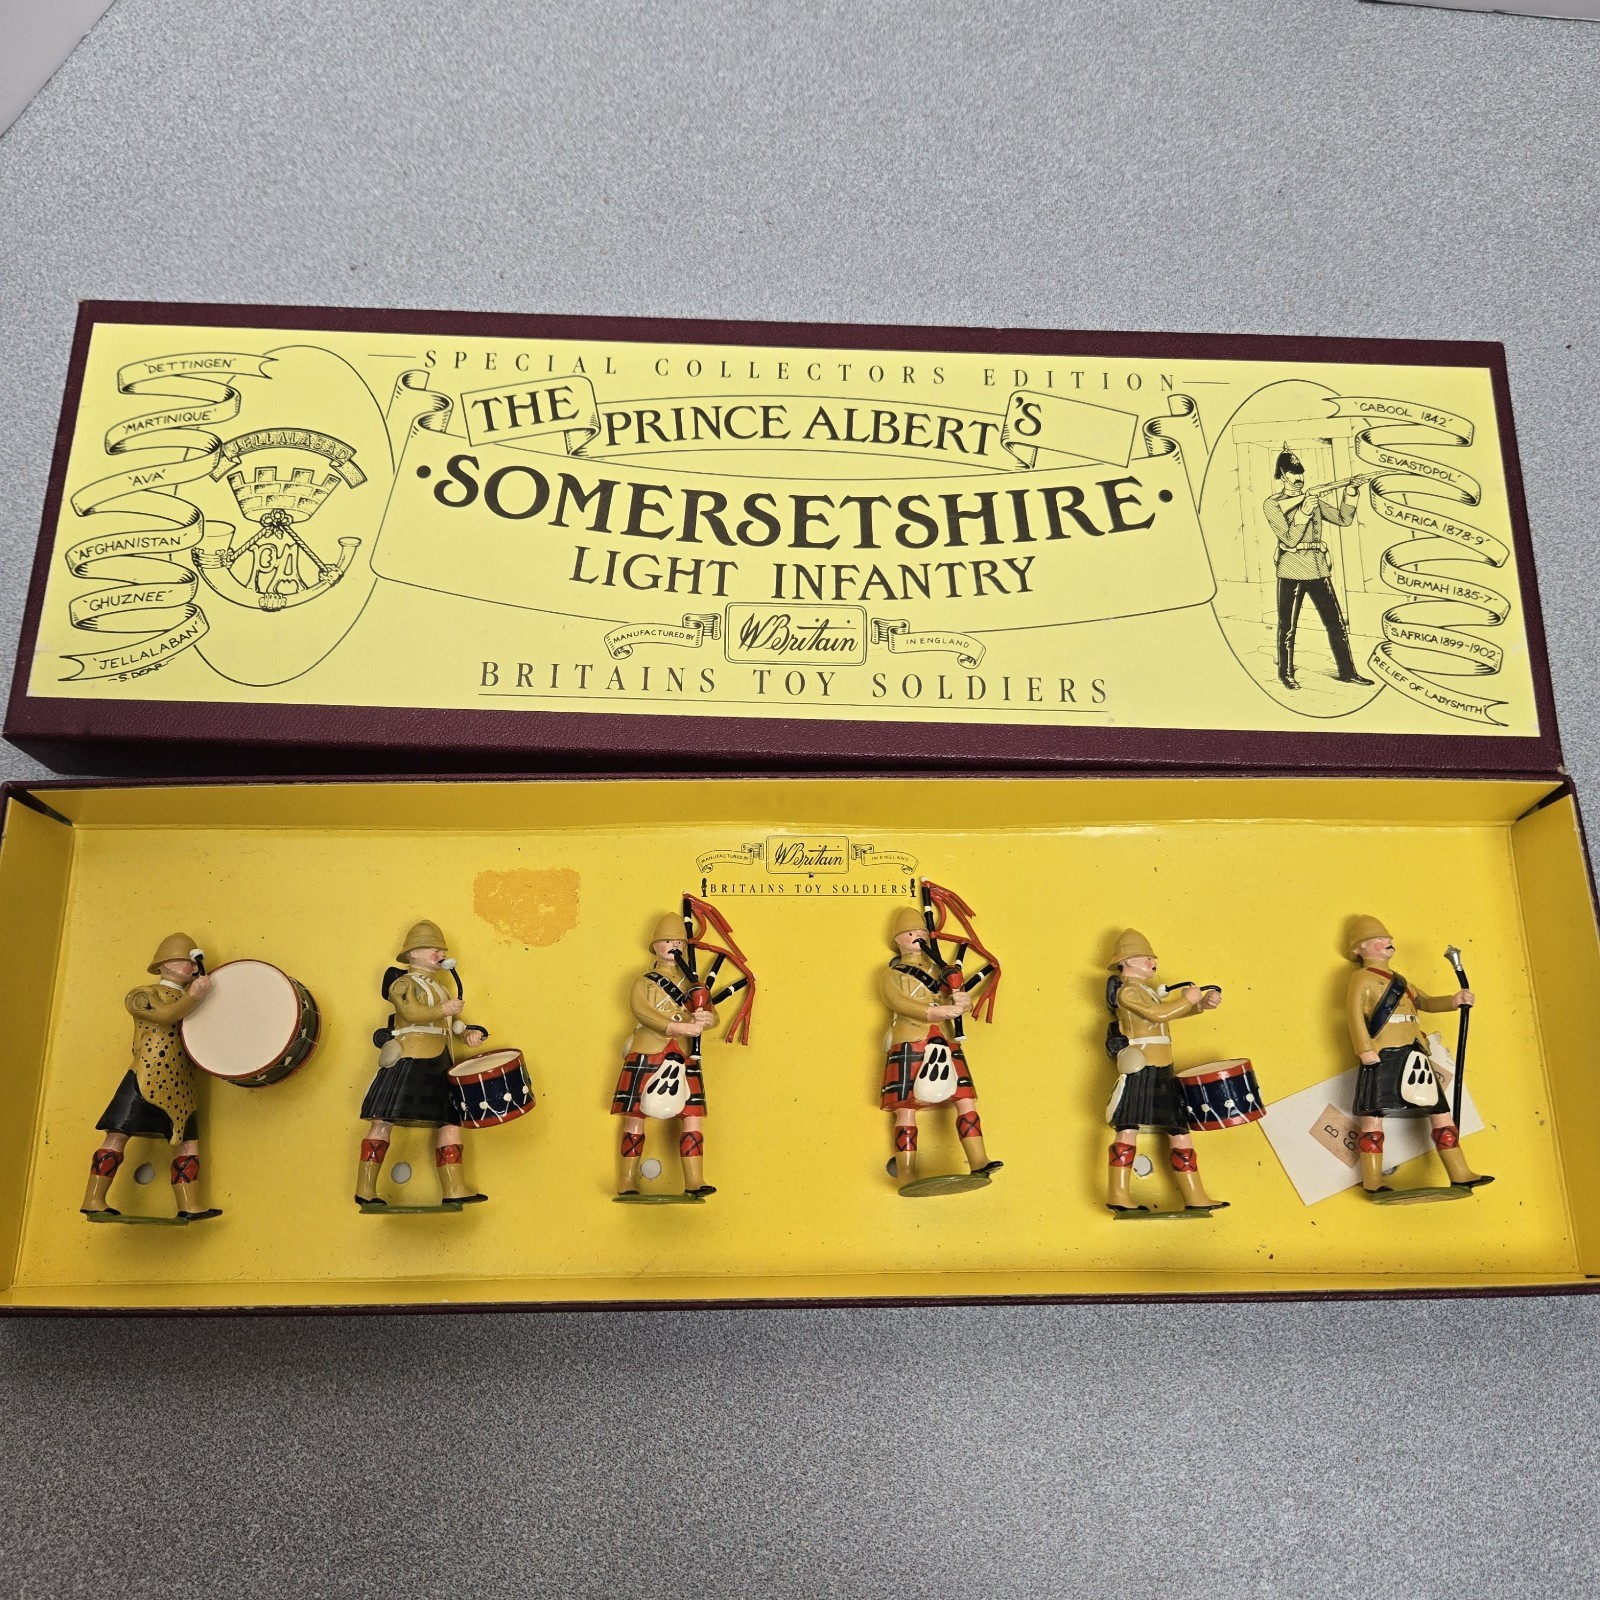 SPECIAL COLLECTORS EDITION
THE PRINCE ALBERT'S
·SOMERSETSHIRE·
LIGHT INFANTRY
MANUFACTURED BY W Britain IN ENGLAND
BRITAINS TOY SOLDIERS
'DETTINGEN'
'MARTINIQUE'
'AVA'
'AFGHANISTAN'
'GHUZNEE'
'JELLALABAN'
-S. DEAR-
JELLALABAD
'CABOOL 1842'
'SEVASTOPOL'
'S.AFRICA 1878-9'
'BURMAH 1885-7'
'S.AFRICA 1899-1902'
'RELIEF OF LADYSMITH'
MANUFACTURED BY W Britain IN ENGLAND
BRITAINS TOY SOLDIERS
B